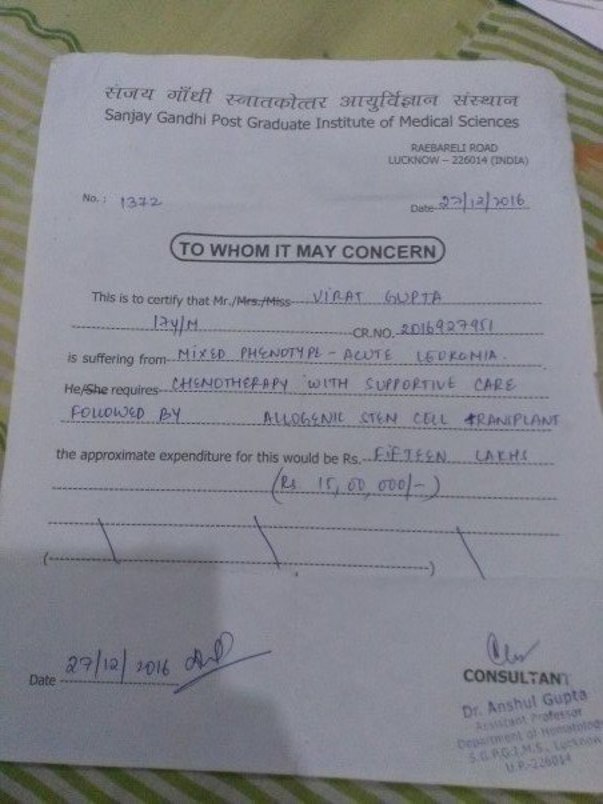 संजय गाँधी स्नातकोत्तर आयुर्विज्ञान संस्थान
Sanjay Gandhi Post Graduate Institute of Medical Sciences
RAEBARELI ROAD
LUCKNOW – 226014 (INDIA)
No. : 1372
Date 27/12/2016
TO WHOM IT MAY CONCERN
This is to certify that Mr./Mrs./Miss VIRAT GUPTA
17y/M CR.NO. 2016927951
is suffering from MIXED PHENOTYPE - ACUTE LEUKEMIA.
He/She requires CHEMOTHERAPY WITH SUPPORTIVE CARE
FOLLOWED BY ALLOGENIC STEM CELL TRANSPLANT
the approximate expenditure for this would be Rs. FIFTEEN LAKHS
(Rs 15,00,000/-)
Date 27/12/2016
CONSULTANT
Dr. Anshul Gupta
Assistant Professor
Department of Hematology
S.G.P.G.I.M.S., Lucknow
U.P.-226014